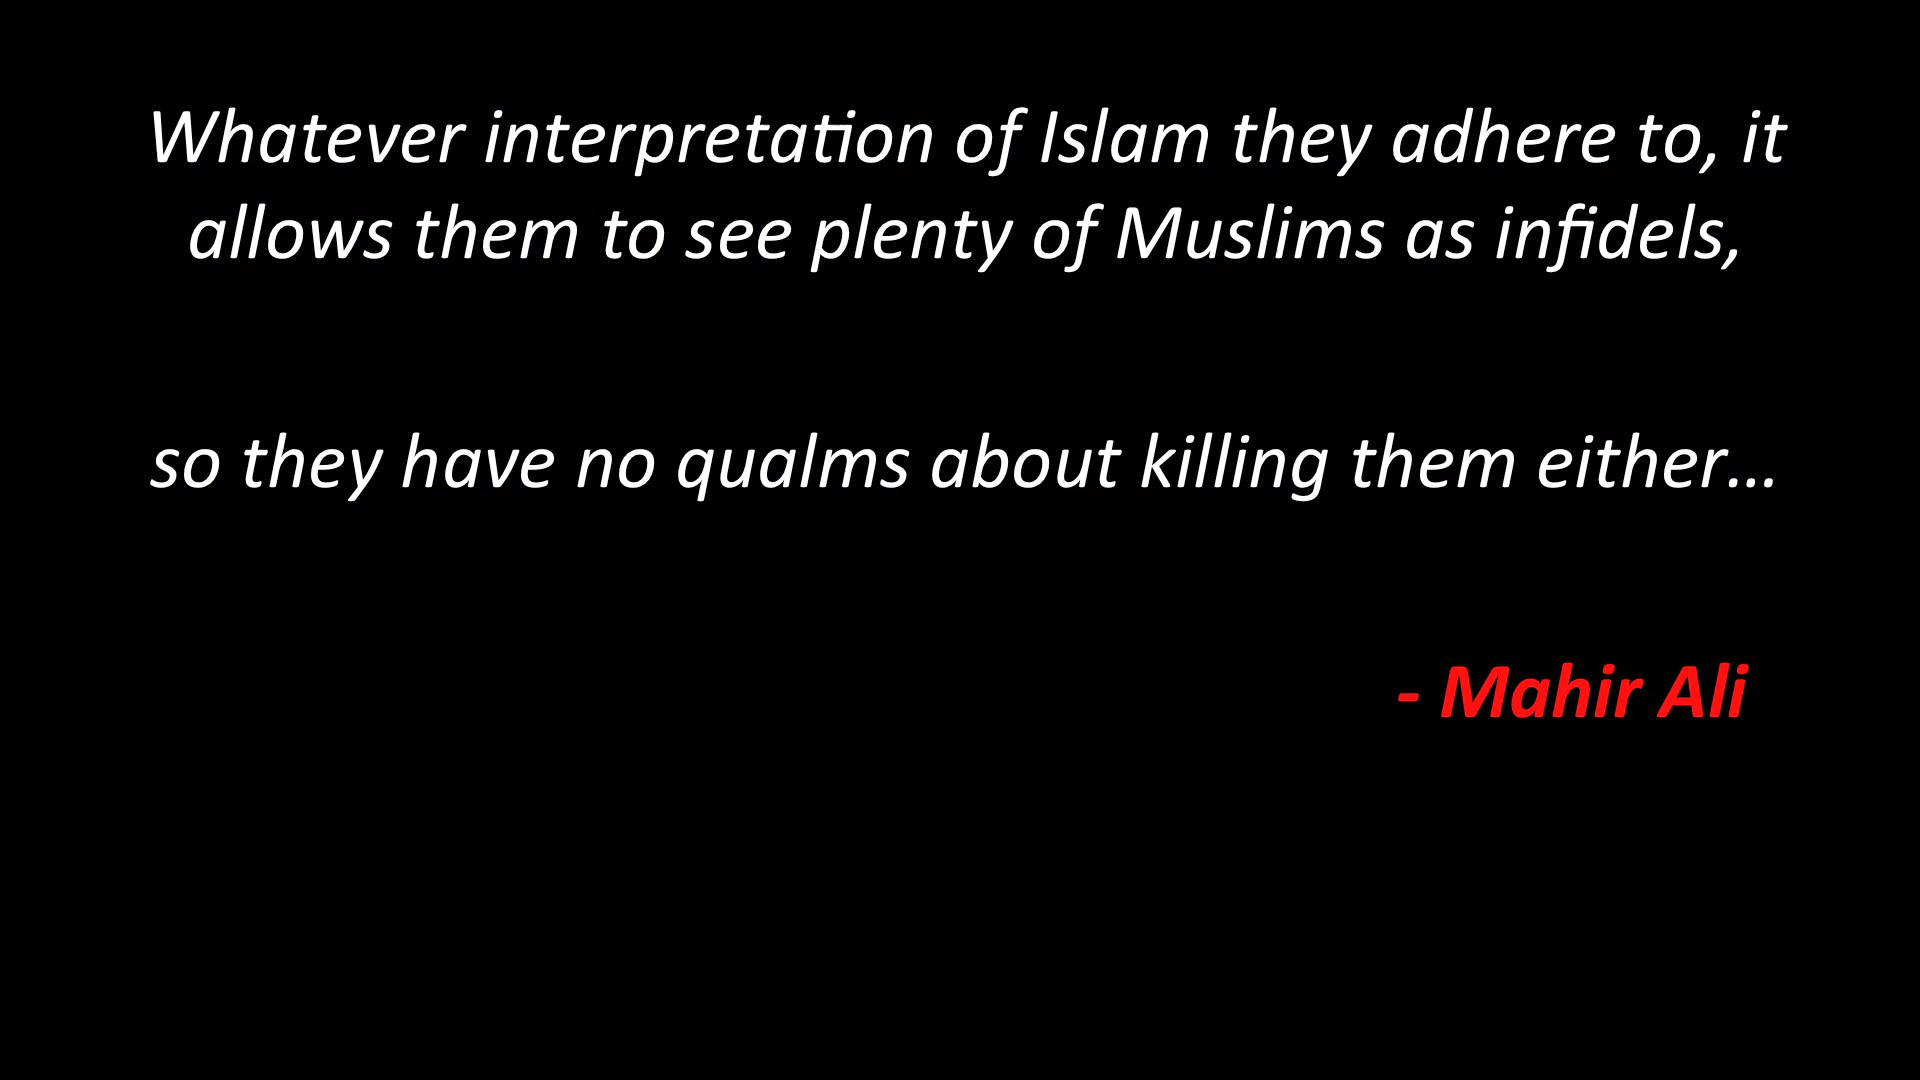 Whatever interpretation of Islam they adhere to, it
allows them to see plenty of Muslims as infidels,
so they have no qualms about killing them either...
- Mahir Ali